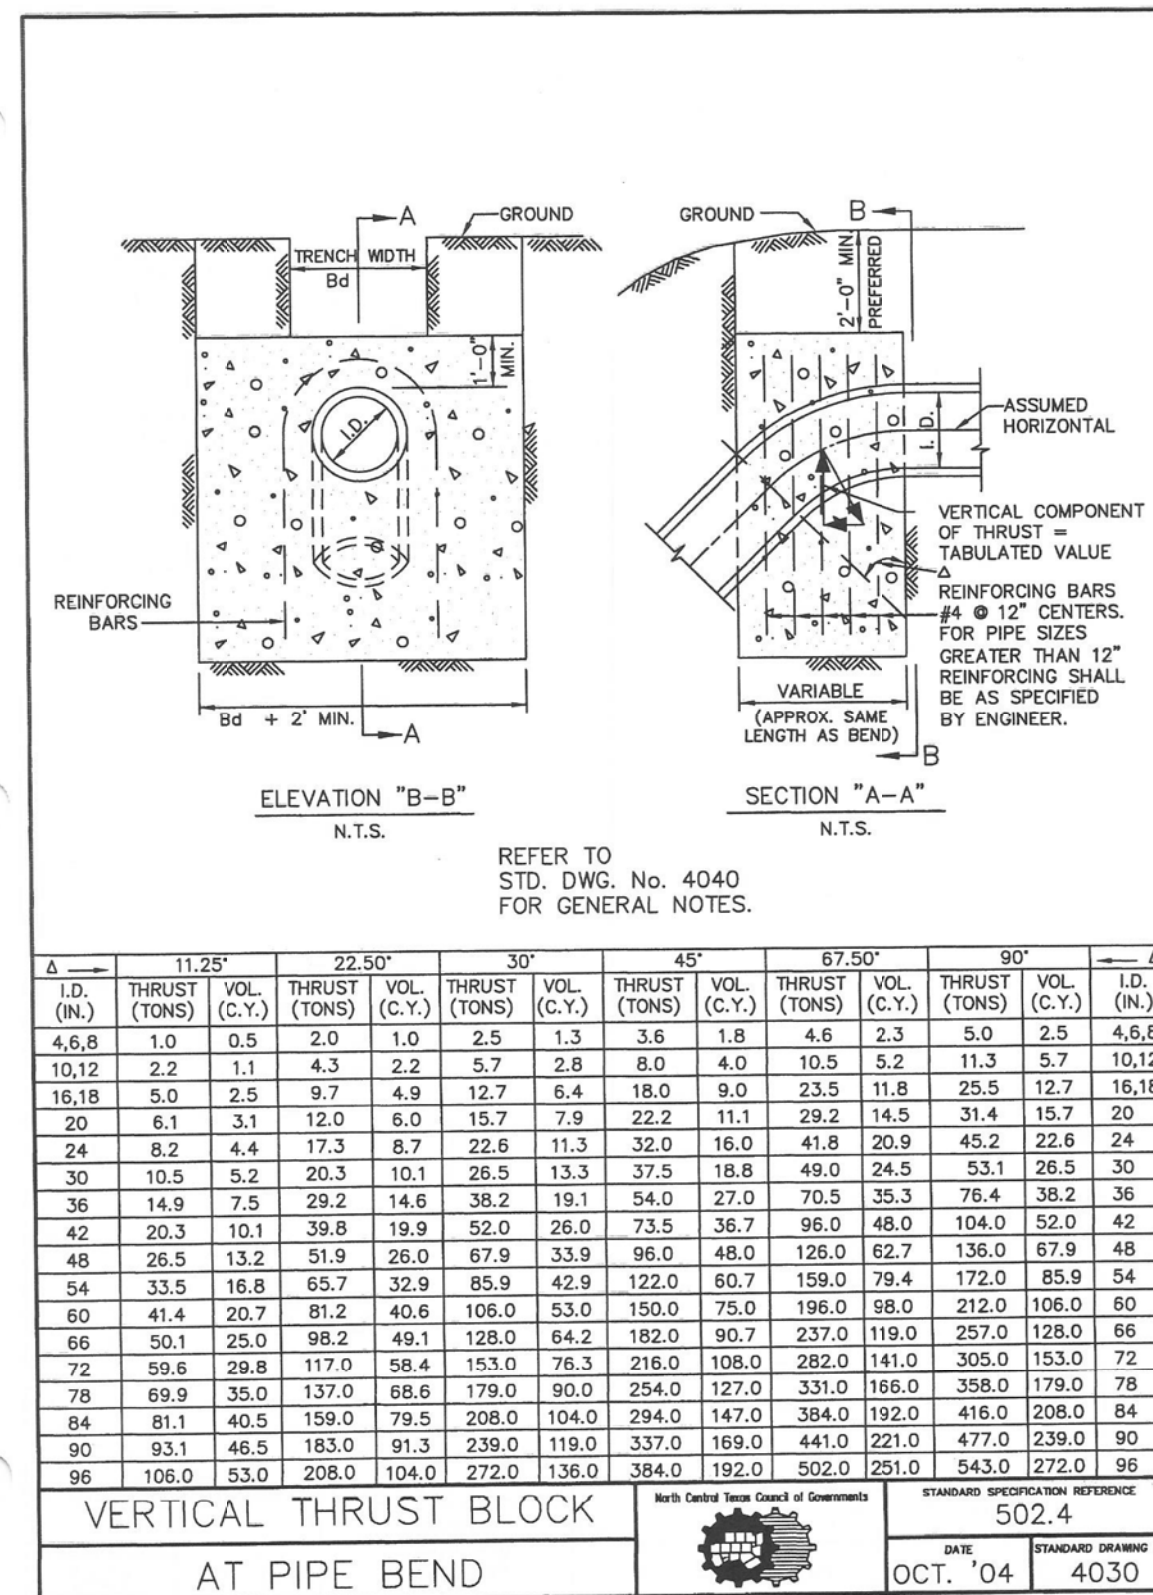 A
GROUND
TRENCH WIDTH
Bd
1'-0"
MIN.
I.D.
REINFORCING
BARS
Bd + 2' MIN.
A
ELEVATION "B-B"
N.T.S.
GROUND
B
2'-0" MIN.
PREFERRED
I. D.
ASSUMED
HORIZONTAL
VERTICAL COMPONENT
OF THRUST =
TABULATED VALUE
Δ
REINFORCING BARS
#4 @ 12" CENTERS.
FOR PIPE SIZES
GREATER THAN 12"
REINFORCING SHALL
BE AS SPECIFIED
BY ENGINEER.
VARIABLE
(APPROX. SAME
LENGTH AS BEND)
B
SECTION "A-A"
N.T.S.
REFER TO
STD. DWG. No. 4040
FOR GENERAL NOTES.
Δ 11.25° 22.50° 30° 45° 67.50° 90° Δ
I.D. (IN.) THRUST (TONS) VOL. (C.Y.) THRUST (TONS) VOL. (C.Y.) THRUST (TONS) VOL. (C.Y.) THRUST (TONS) VOL. (C.Y.) THRUST (TONS) VOL. (C.Y.) THRUST (TONS) VOL. (C.Y.) I.D. (IN.)
4,6,8 1.0 0.5 2.0 1.0 2.5 1.3 3.6 1.8 4.6 2.3 5.0 2.5 4,6,8
10,12 2.2 1.1 4.3 2.2 5.7 2.8 8.0 4.0 10.5 5.2 11.3 5.7 10,12
16,18 5.0 2.5 9.7 4.9 12.7 6.4 18.0 9.0 23.5 11.8 25.5 12.7 16,18
20 6.1 3.1 12.0 6.0 15.7 7.9 22.2 11.1 29.2 14.5 31.4 15.7 20
24 8.2 4.4 17.3 8.7 22.6 11.3 32.0 16.0 41.8 20.9 45.2 22.6 24
30 10.5 5.2 20.3 10.1 26.5 13.3 37.5 18.8 49.0 24.5 53.1 26.5 30
36 14.9 7.5 29.2 14.6 38.2 19.1 54.0 27.0 70.5 35.3 76.4 38.2 36
42 20.3 10.1 39.8 19.9 52.0 26.0 73.5 36.7 96.0 48.0 104.0 52.0 42
48 26.5 13.2 51.9 26.0 67.9 33.9 96.0 48.0 126.0 62.7 136.0 67.9 48
54 33.5 16.8 65.7 32.9 85.9 42.9 122.0 60.7 159.0 79.4 172.0 85.9 54
60 41.4 20.7 81.2 40.6 106.0 53.0 150.0 75.0 196.0 98.0 212.0 106.0 60
66 50.1 25.0 98.2 49.1 128.0 64.2 182.0 90.7 237.0 119.0 257.0 128.0 66
72 59.6 29.8 117.0 58.4 153.0 76.3 216.0 108.0 282.0 141.0 305.0 153.0 72
78 69.9 35.0 137.0 68.6 179.0 90.0 254.0 127.0 331.0 166.0 358.0 179.0 78
84 81.1 40.5 159.0 79.5 208.0 104.0 294.0 147.0 384.0 192.0 416.0 208.0 84
90 93.1 46.5 183.0 91.3 239.0 119.0 337.0 169.0 441.0 221.0 477.0 239.0 90
96 106.0 53.0 208.0 104.0 272.0 136.0 384.0 192.0 502.0 251.0 543.0 272.0 96
VERTICAL THRUST BLOCK
AT PIPE BEND
North Central Texas Council of Governments
STANDARD SPECIFICATION REFERENCE
502.4
DATE
OCT. '04
STANDARD DRAWING
4030